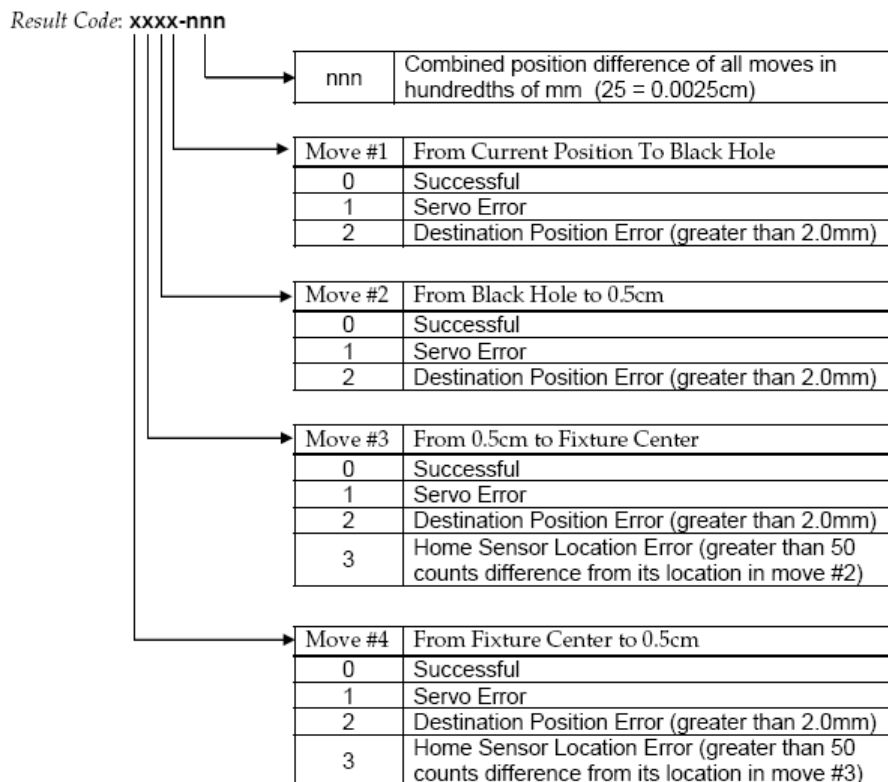 Result Code: xxxx-nnn
nnn Combined position difference of all moves in
hundredths of mm (25 = 0.0025cm)
Move #1 From Current Position To Black Hole
0 Successful
1 Servo Error
2 Destination Position Error (greater than 2.0mm)
Move #2 From Black Hole to 0.5cm
0 Successful
1 Servo Error
2 Destination Position Error (greater than 2.0mm)
Move #3 From 0.5cm to Fixture Center
0 Successful
1 Servo Error
2 Destination Position Error (greater than 2.0mm)
3 Home Sensor Location Error (greater than 50
counts difference from its location in move #2)
Move #4 From Fixture Center to 0.5cm
0 Successful
1 Servo Error
2 Destination Position Error (greater than 2.0mm)
3 Home Sensor Location Error (greater than 50
counts difference from its location in move #3)